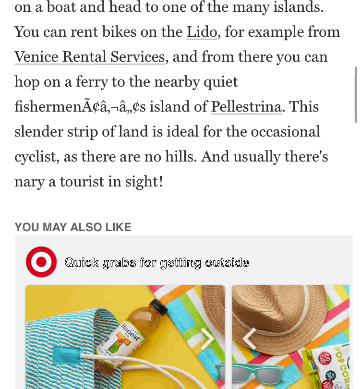 on a boat and head to one of the many islands.
You can rent bikes on the Lido, for example from
Venice Rental Services, and from there you can
hop on a ferry to the nearby quiet
fishermenÃ¢â‚¬â„¢s island of Pellestrina. This
slender strip of land is ideal for the occasional
cyclist, as there are no hills. And usually there's
nary a tourist in sight!
YOU MAY ALSO LIKE
Quick grabs for getting outside